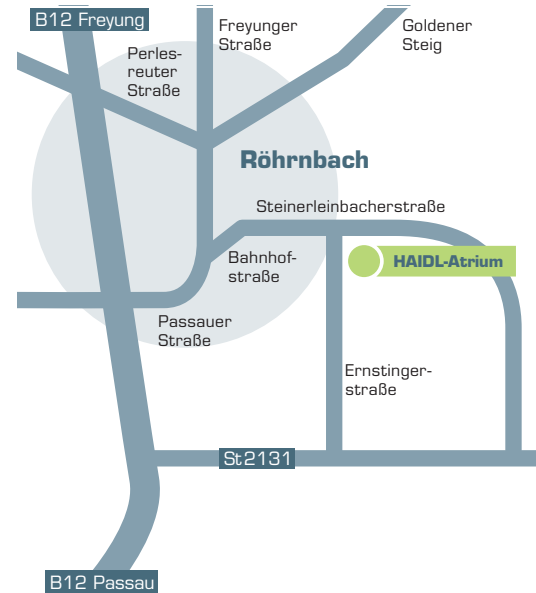 B12 Freyung
Freyunger
Straße
Goldener
Steig
Perles-
reuter
Straße
Röhrnbach
Steinerleinbacherstraße
Bahnhof-
straße
HAIDL-Atrium
Passauer
Straße
Ernstinger-
straße
St2131
B12 Passau